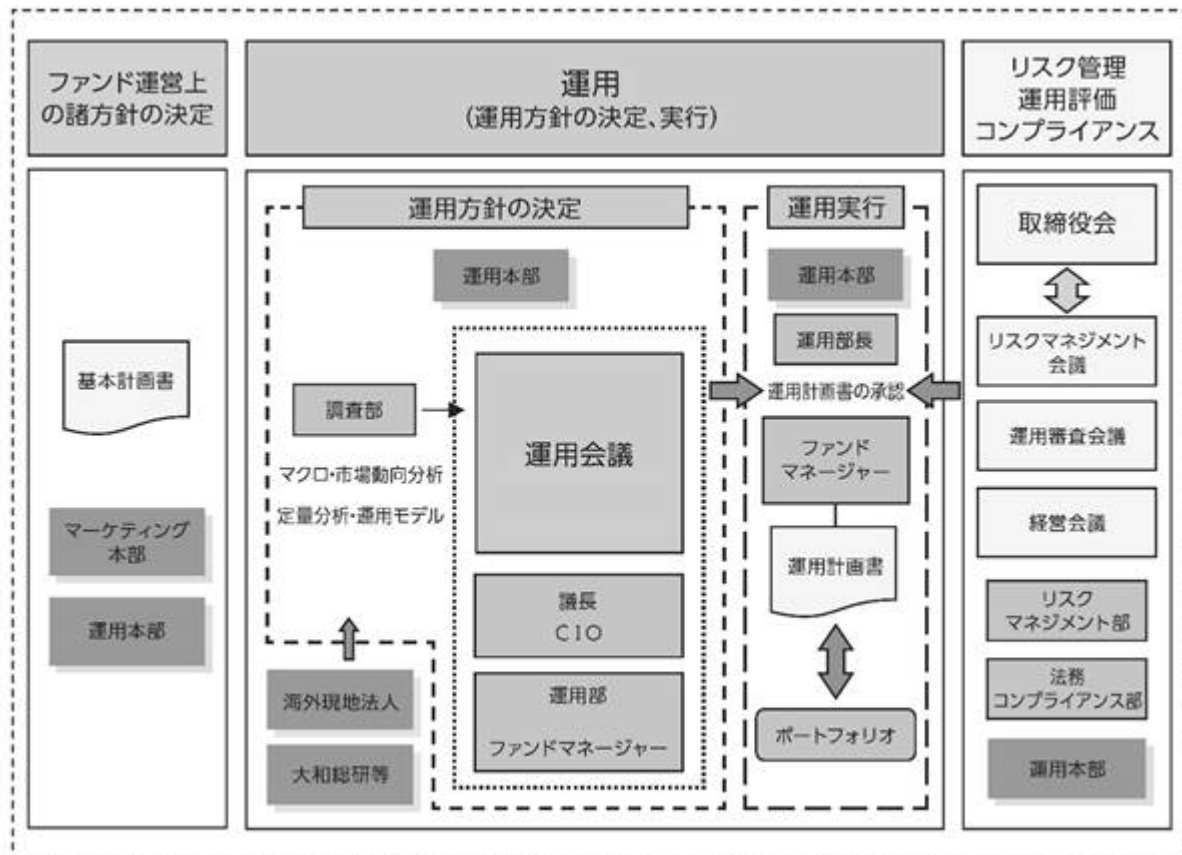 ファンド運営上
の諸方針の決定
運用
(運用方針の決定、実行)
リスク管理
運用評価
コンプライアンス
基本計画書
マーケティング
本部
運用本部
運用方針の決定
運用本部
調査部
マクロ・市場動向分析
定量分析・運用モデル
海外現地法人
大和総研等
運用会議
議長
CIO
運用部
ファンドマネージャー
運用実行
運用本部
運用部長
運用計画書の承認
ファンド
マネージャー
運用計画書
ポートフォリオ
取締役会
リスクマネジメント
会議
運用審査会議
経営会議
リスク
マネジメント部
法務
コンプライアンス部
運用本部